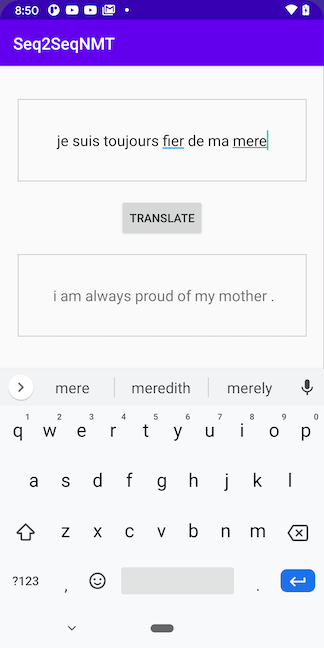 8:50
Seq2SeqNMT
je suis toujours fier de ma mere
TRANSLATE
i am always proud of my mother .
mere meredith merely
1 2 3 4 5 6 7 8 9 0
q w e r t y u i o p
a s d f g h j k l
z x c v b n m
?123 , .